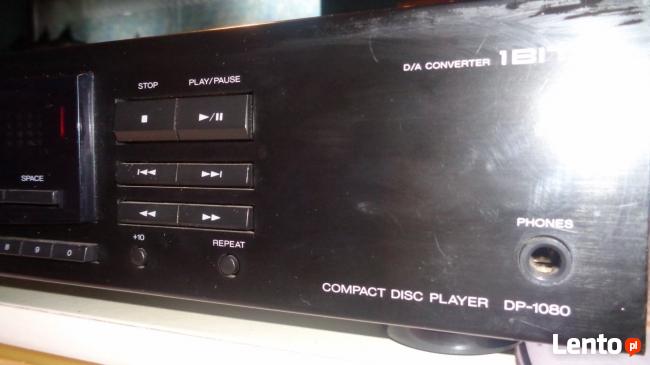 D/A CONVERTER 1BIT
STOP PLAY/PAUSE
SPACE
8 9 0
+10 REPEAT
PHONES
COMPACT DISC PLAYER DP-1080
Lento pl